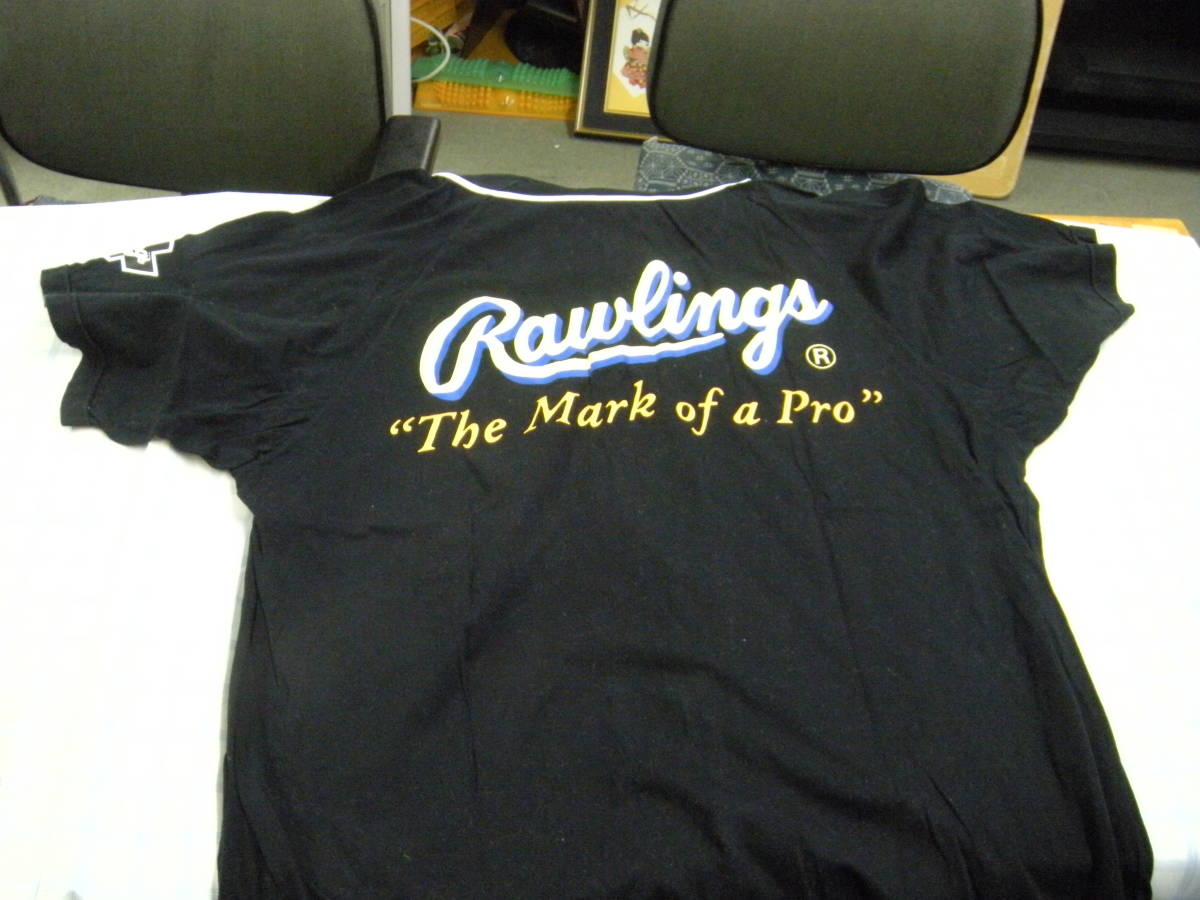 Rawlings ®
“The Mark of a Pro”